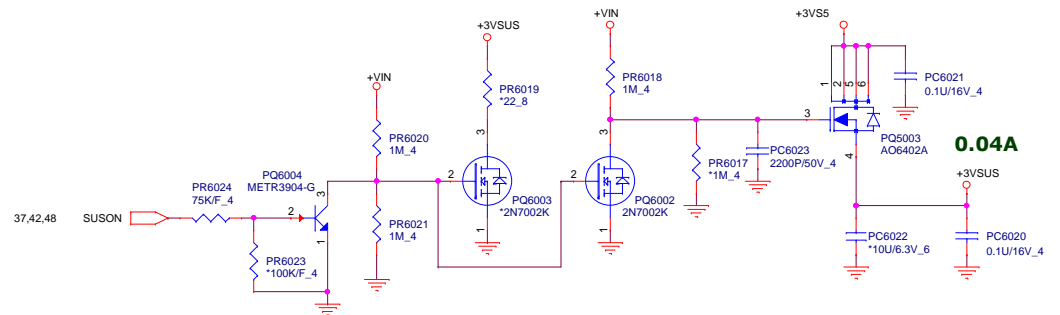 +3VSUS
+VIN
+3VS5
+VIN
PR6019
*22_8
PR6018
1M_4
1
2
5
6
PC6021
0.1U/16V_4
PR6020
1M_4
3
3
3
PQ5003
AO6402A
0.04A
PQ6004
METR3904-G
3
PR6024
75K/F_4
2
2
PQ6003
*2N7002K
2
PQ6002
2N7002K
PR6017
*1M_4
PC6023
2200P/50V_4
4
+3VSUS
37,42,48
SUSON
2
1
PR6021
1M_4
1
1
PC6022
*10U/6.3V_6
PC6020
0.1U/16V_4
PR6023
*100K/F_4